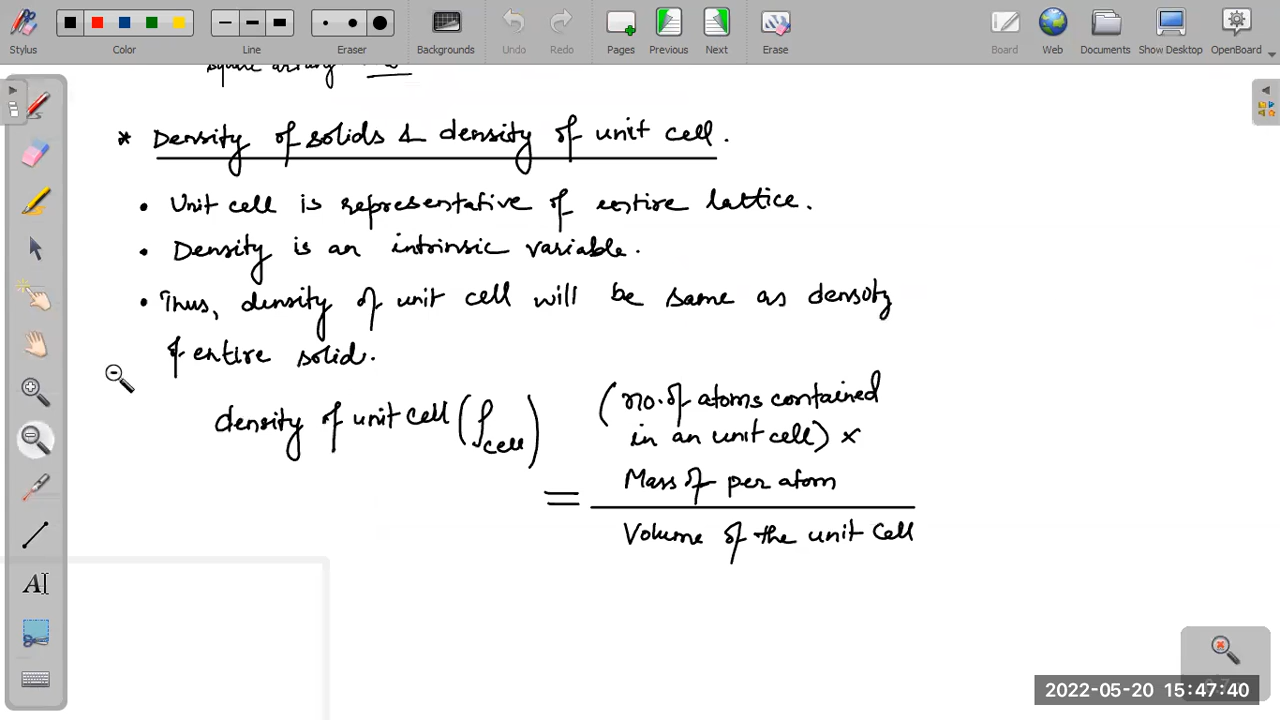 Stylus
Color
Line
Eraser
Backgrounds
Undo
Redo
Pages
Previous
Next
Erase
Board
Web
Documents
Show Desktop
OpenBoard
square array
* Density of solids & density of unit cell.
• Unit cell is representative of entire lattice.
• Density is an intrinsic variable.
• Thus, density of unit cell will be same as density
of entire solid.
density of unit cell (ρcell)
=
(no. of atoms contained
in an unit cell) ×
Mass of per atom
Volume of the unit cell
2022-05-20 15:47:40